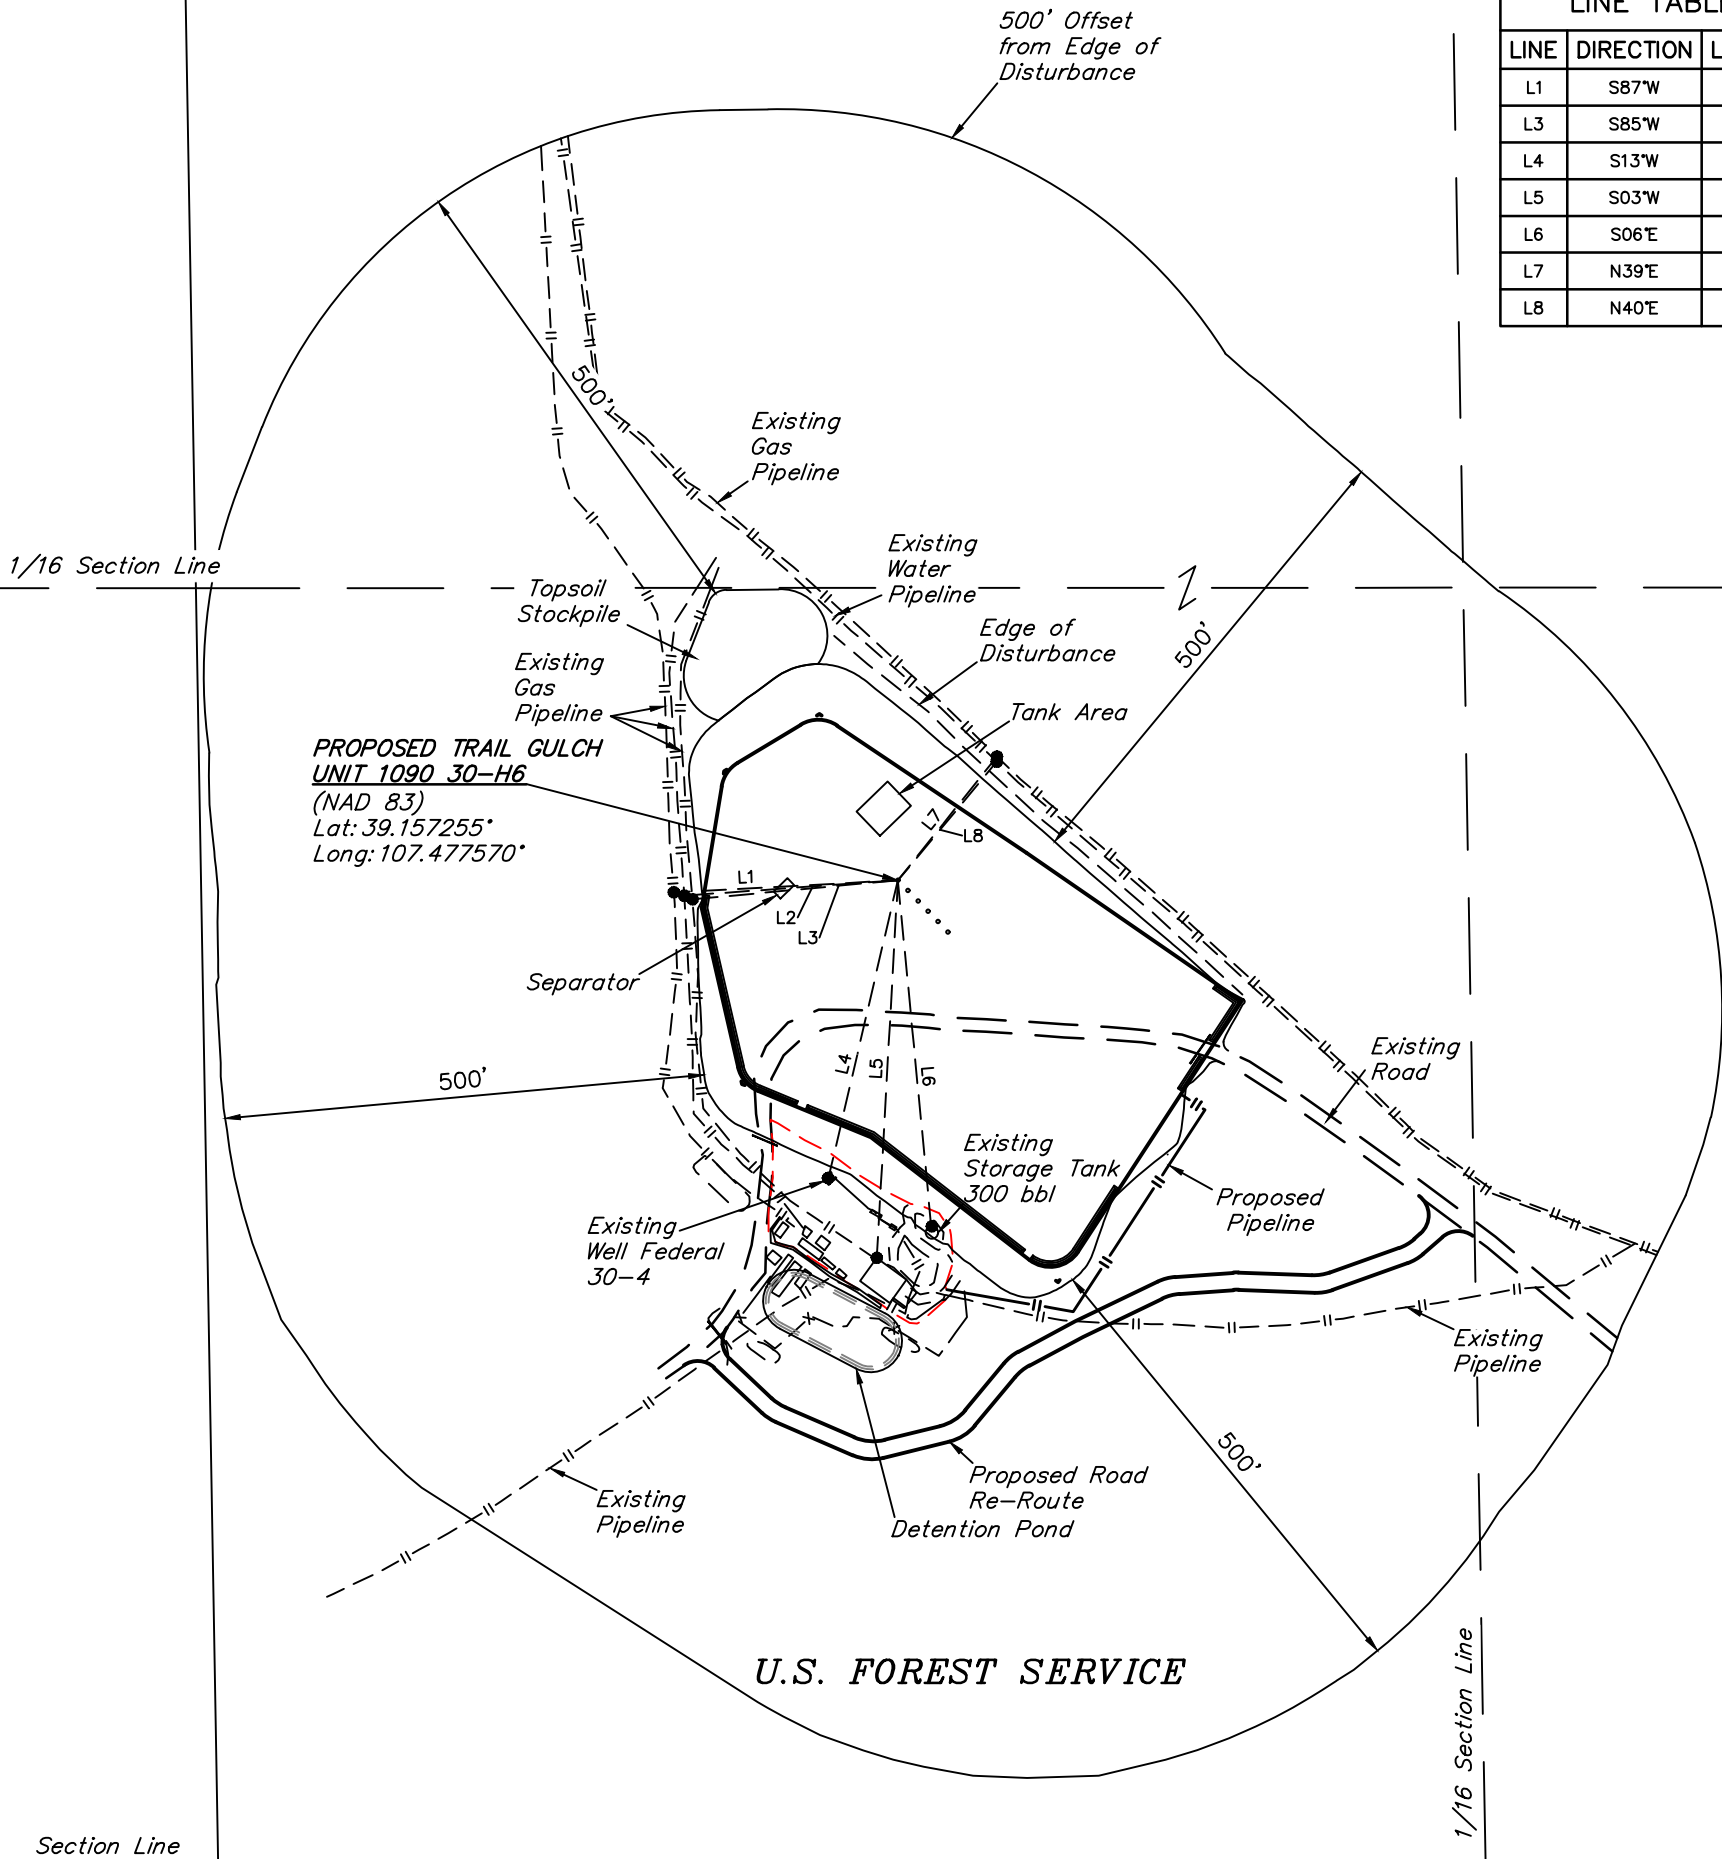 500' Offset
from Edge of
Disturbance
LINE TABL
LINE DIRECTION L
L1 S87°W
L3 S85°W
L4 S13°W
L5 S03°W
L6 S06°E
L7 N39°E
L8 N40°E
500'
Existing
Gas
Pipeline
1/16 Section Line
Existing
Water
Pipeline
Topsoil
Stockpile
Edge of
Disturbance
500'
Existing
Gas
Pipeline
Tank Area
PROPOSED TRAIL GULCH
UNIT 1090 30-H6
(NAD 83)
Lat: 39.157255°
Long: 107.477570°
L7
L8
L1
L2
L3
Separator
L4
L5
L6
500'
Existing
Road
Existing
Storage Tank
300 bbl
Proposed
Pipeline
Existing
Well Federal
30-4
Existing
Pipeline
500'
Proposed Road
Re-Route
Existing
Pipeline
Detention Pond
U.S. FOREST SERVICE
1/16 Section Line
Section Line